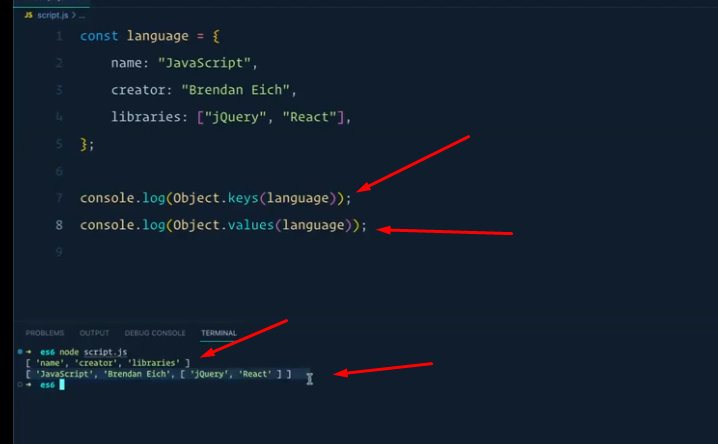 JS script.js > ...
1 const language = {
2 name: "JavaScript",
3 creator: "Brendan Eich",
4 libraries: ["jQuery", "React"],
5 };
6
7 console.log(Object.keys(language));
8 console.log(Object.values(language));
9
PROBLEMS OUTPUT DEBUG CONSOLE TERMINAL
→ es6 node script.js
[ 'name', 'creator', 'libraries' ]
[ 'JavaScript', 'Brendan Eich', [ 'jQuery', 'React' ] ]
→ es6